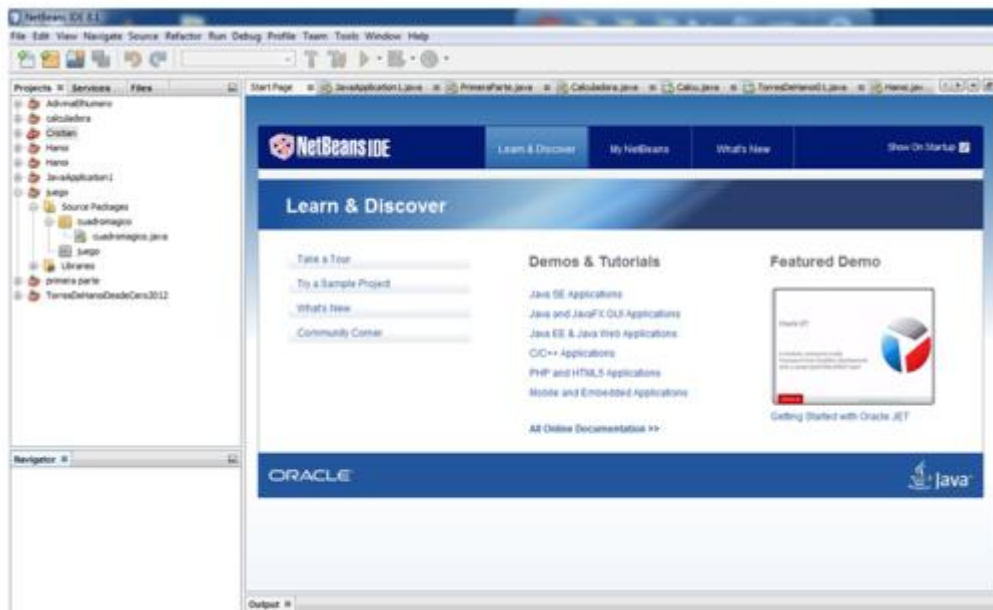 NetBeans IDE 8.1
File Edit View Navigate Source Refactor Run Debug Profile Team Tools Window Help
Projects Services Files
AdivinaElNumero
calculadora
Cristian
Hanoi
Hanoi
JavaApplication1
juego
Source Packages
cuadromagico
cuadromagico.java
juego
Libraries
primera parte
TorresDeHanoiDesdeCero2012
Navigator
Start Page JavaApplication1.java PrimeraParte.java Calculadora.java Calcu.java TorresDeHanoi01.java Hanoi.jav
NetBeans IDE
Learn & Discover My NetBeans What's New Show On Startup
Learn & Discover
Take a Tour
Try a Sample Project
What's New
Community Corner
Demos & Tutorials
Java SE Applications
Java and JavaFX GUI Applications
Java EE & Java Web Applications
C/C++ Applications
PHP and HTML5 Applications
Mobile and Embedded Applications
All Online Documentation >>
Featured Demo
Oracle JET
Getting Started with Oracle JET
ORACLE
Java
Output